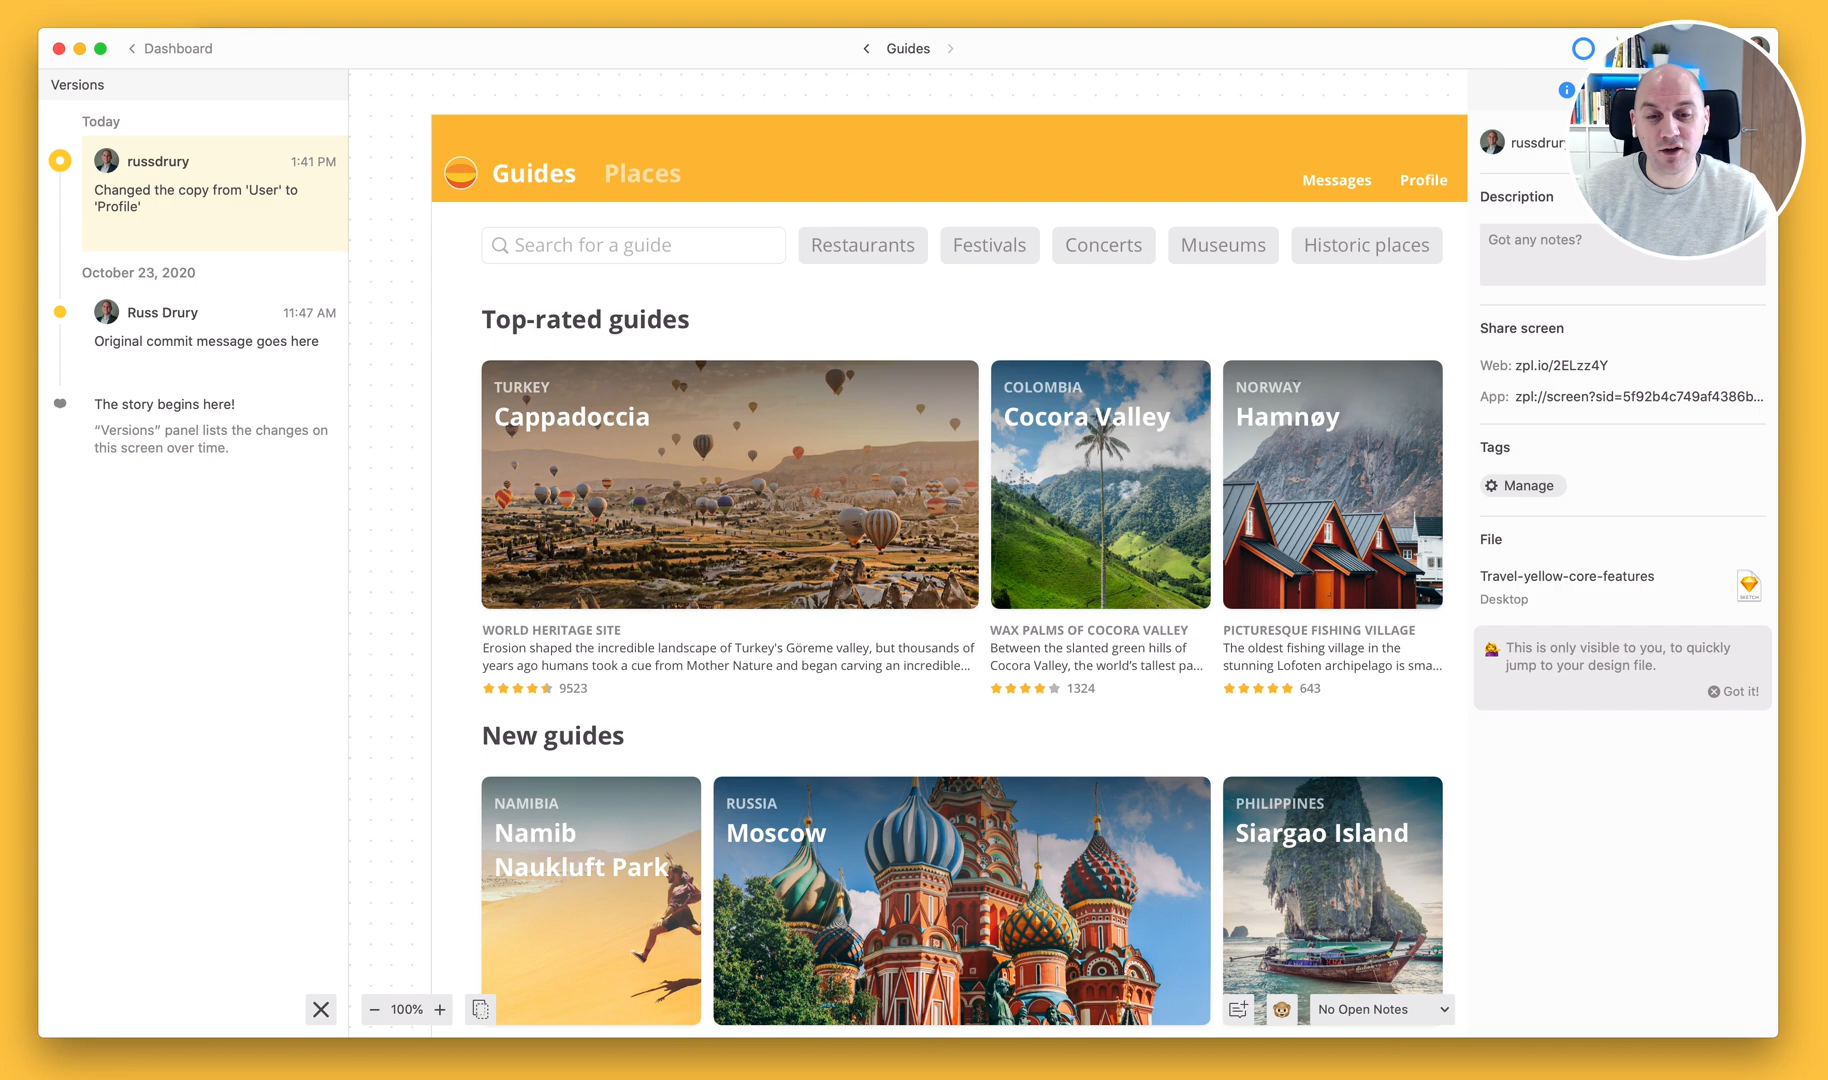 Dashboard
Guides
Versions
Today
russdrury
1:41 PM
Changed the copy from 'User' to
'Profile'
October 23, 2020
Russ Drury
11:47 AM
Original commit message goes here
The story begins here!
“Versions” panel lists the changes on
this screen over time.
Guides
Places
Messages
Profile
Search for a guide
Restaurants
Festivals
Concerts
Museums
Historic places
Top-rated guides
TURKEY
Cappadoccia
COLOMBIA
Cocora Valley
NORWAY
Hamnøy
WORLD HERITAGE SITE
Erosion shaped the incredible landscape of Turkey's Göreme valley, but thousands of
years ago humans took a cue from Mother Nature and began carving an incredible...
9523
WAX PALMS OF COCORA VALLEY
Between the slanted green hills of
Cocora Valley, the world’s tallest pa...
1324
PICTURESQUE FISHING VILLAGE
The oldest fishing village in the
stunning Lofoten archipelago is sma...
643
New guides
NAMIBIA
Namib
Naukluft Park
RUSSIA
Moscow
PHILIPPINES
Siargao Island
100%
No Open Notes
russdrury
Description
Got any notes?
Share screen
Web: zpl.io/2ELzz4Y
App: zpl://screen?sid=5f92b4c749af4386b...
Tags
Manage
File
Travel-yellow-core-features
Desktop
SKETCH
This is only visible to you, to quickly
jump to your design file.
Got it!